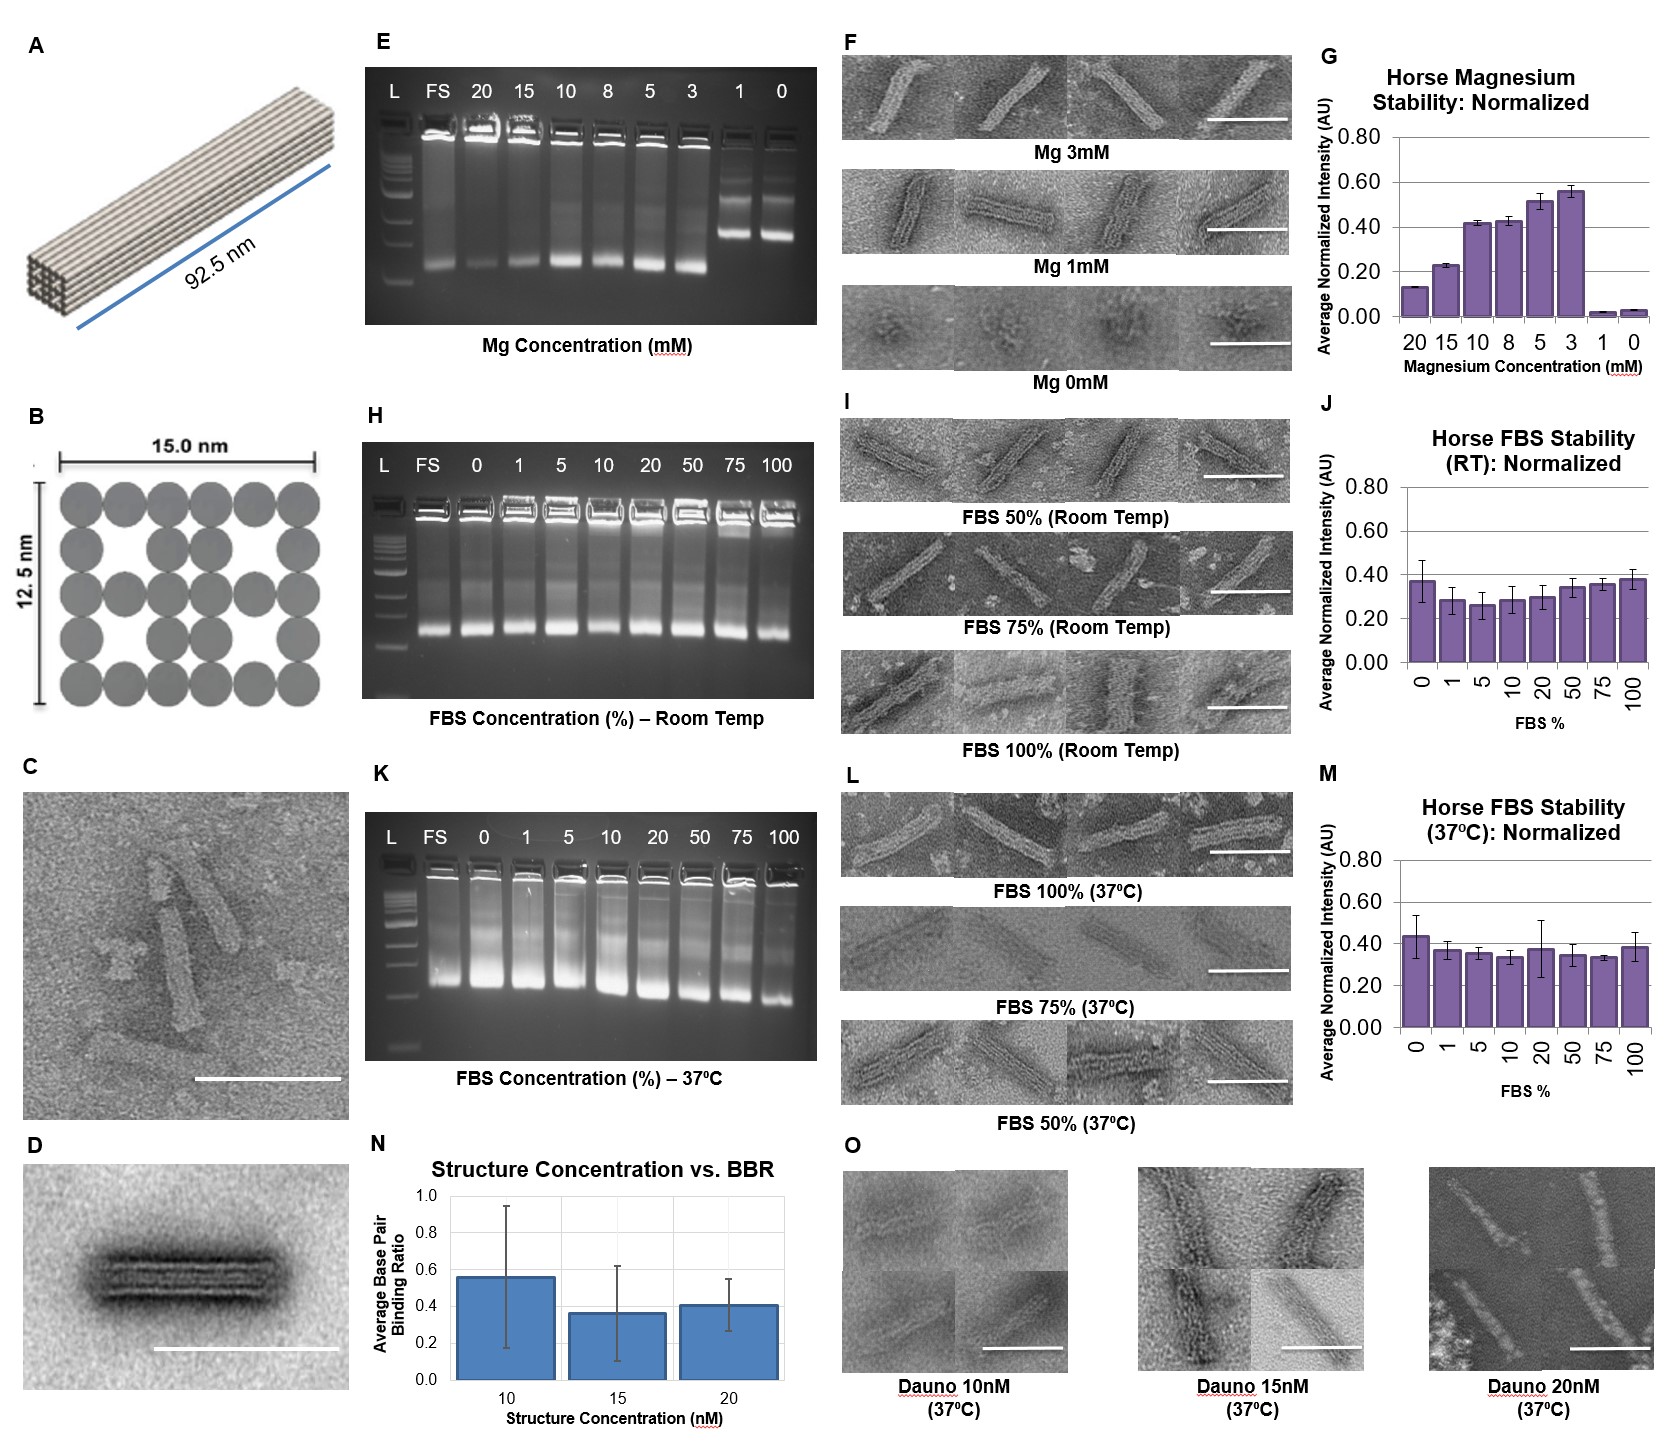 A
92.5 nm
B
15.0 nm
12. 5 nm
C
D
E
L FS 20 15 10 8 5 3 1 0
Mg Concentration (mM)
F
Mg 3mM
Mg 1mM
Mg 0mM
G
Horse Magnesium
Stability: Normalized
Average Normalized Intensity (AU)
0.80
0.60
0.40
0.20
0.00
20 15 10 8 5 3 1 0
Magnesium Concentration (mM)
H
L FS 0 1 5 10 20 50 75 100
FBS Concentration (%) – Room Temp
I
FBS 50% (Room Temp)
FBS 75% (Room Temp)
FBS 100% (Room Temp)
J
Horse FBS Stability
(RT): Normalized
Average Normalized Intensity (AU)
0.80
0.60
0.40
0.20
0.00
0 1 5 10 20 50 75 100
FBS %
K
L FS 0 1 5 10 20 50 75 100
FBS Concentration (%) – 37ºC
L
FBS 100% (37ºC)
FBS 75% (37ºC)
FBS 50% (37ºC)
M
Horse FBS Stability
(37ºC): Normalized
Average Normalized Intensity (AU)
0.80
0.60
0.40
0.20
0.00
0 1 5 10 20 50 75 100
FBS %
N
Structure Concentration vs. BBR
Average Base Pair
Binding Ratio
1.0
0.8
0.6
0.4
0.2
0.0
10 15 20
Structure Concentration (nM)
O
Dauno 10nM
(37ºC)
Dauno 15nM
(37ºC)
Dauno 20nM
(37ºC)